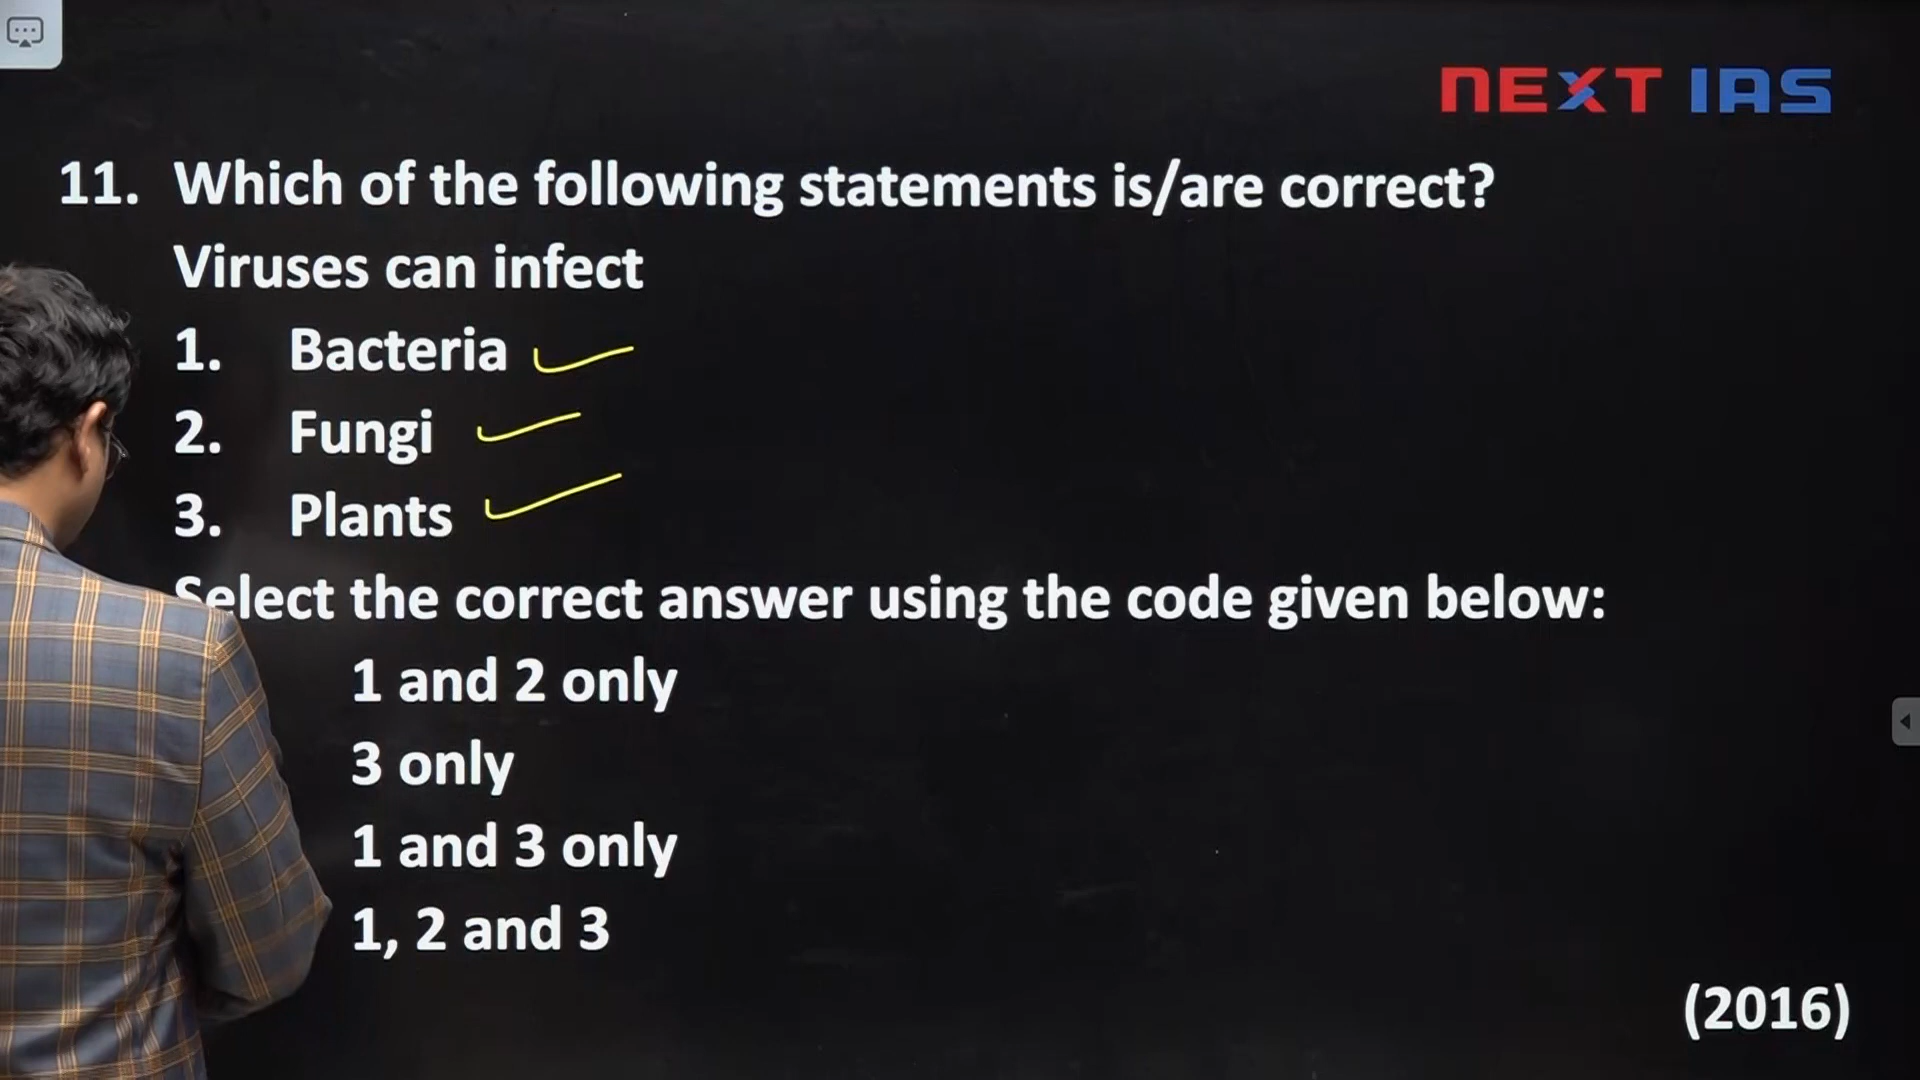 NEXT IAS
11. Which of the following statements is/are correct?
Viruses can infect
1. Bacteria
2. Fungi
3. Plants
Select the correct answer using the code given below:
1 and 2 only
3 only
1 and 3 only
1, 2 and 3
(2016)